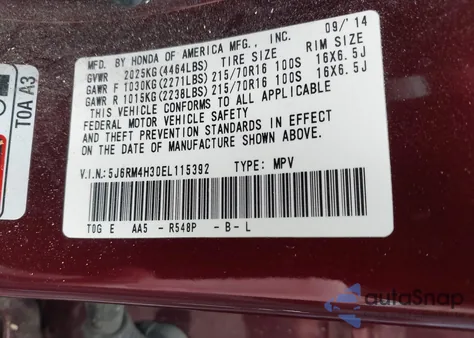 09/'14
MFD. BY HONDA OF AMERICA MFG., INC.
GVWR 2025KG(4464LBS) TIRE SIZE RIM SIZE
GAWR F 1030KG(2271LBS) 215/70R16 100S 16X6.5J
GAWR R 1015KG(2238LBS) 215/70R16 100S 16X6.5J
THIS VEHICLE CONFORMS TO ALL APPLICABLE
FEDERAL MOTOR VEHICLE SAFETY
AND THEFT PREVENTION STANDARDS IN EFFECT
ON THE DATE OF MANUFACTURE SHOWN ABOVE.
V.I.N.:5J6RM4H30EL115392 TYPE: MPV
T0G E AA5 - R548P - B - L
T0A A3
autoSnap